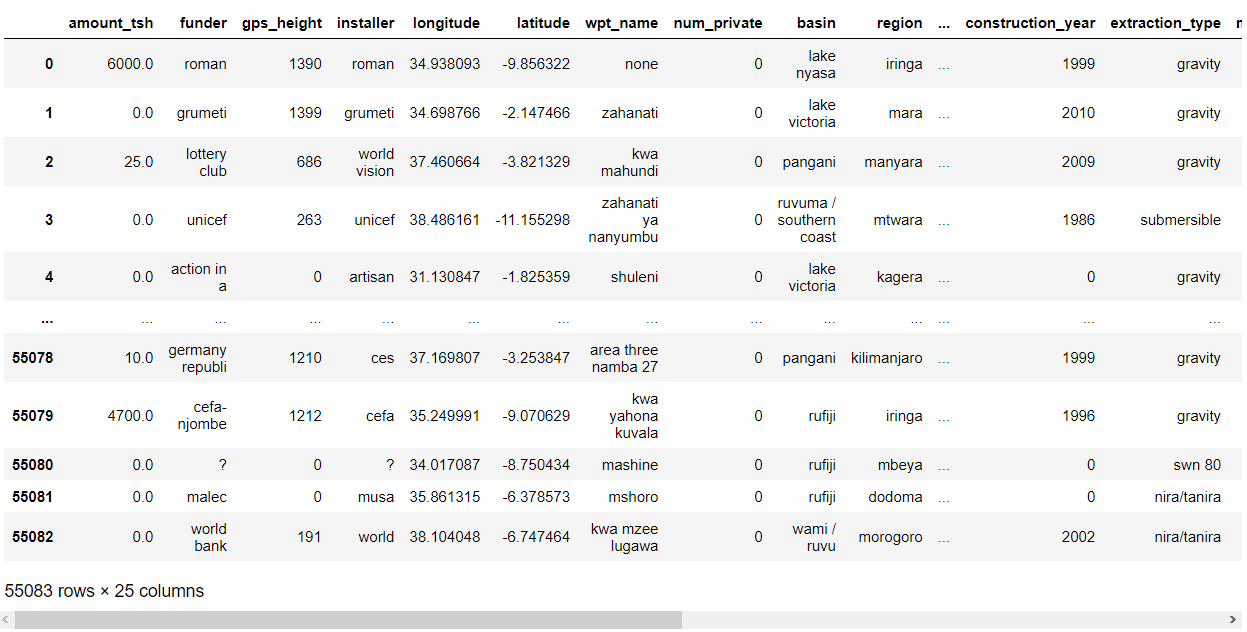 amount_tsh funder gps_height installer longitude latitude wpt_name num_private basin region ... construction_year extraction_type
0 6000.0 roman 1390 roman 34.938093 -9.856322 none 0 lake nyasa iringa ... 1999 gravity
1 0.0 grumeti 1399 grumeti 34.698766 -2.147466 zahanati 0 lake victoria mara ... 2010 gravity
2 25.0 lottery club 686 world vision 37.460664 -3.821329 kwa mahundi 0 pangani manyara ... 2009 gravity
3 0.0 unicef 263 unicef 38.486161 -11.155298 zahanati ya nanyumbu 0 ruvuma / southern coast mtwara ... 1986 submersible
4 0.0 action in a 0 artisan 31.130847 -1.825359 shuleni 0 lake victoria kagera ... 0 gravity
... ... ... ... ... ... ... ... ... ... ... ... ... ...
55078 10.0 germany republi 1210 ces 37.169807 -3.253847 area three namba 27 0 pangani kilimanjaro ... 1999 gravity
55079 4700.0 cefa-njombe 1212 cefa 35.249991 -9.070629 kwa yahona kuvala 0 rufiji iringa ... 1996 gravity
55080 0.0 ? 0 ? 34.017087 -8.750434 mashine 0 rufiji mbeya ... 0 swn 80
55081 0.0 malec 0 musa 35.861315 -6.378573 mshoro 0 rufiji dodoma ... 0 nira/tanira
55082 0.0 world bank 191 world 38.104048 -6.747464 kwa mzee lugawa 0 wami / ruvu morogoro ... 2002 nira/tanira
55083 rows × 25 columns